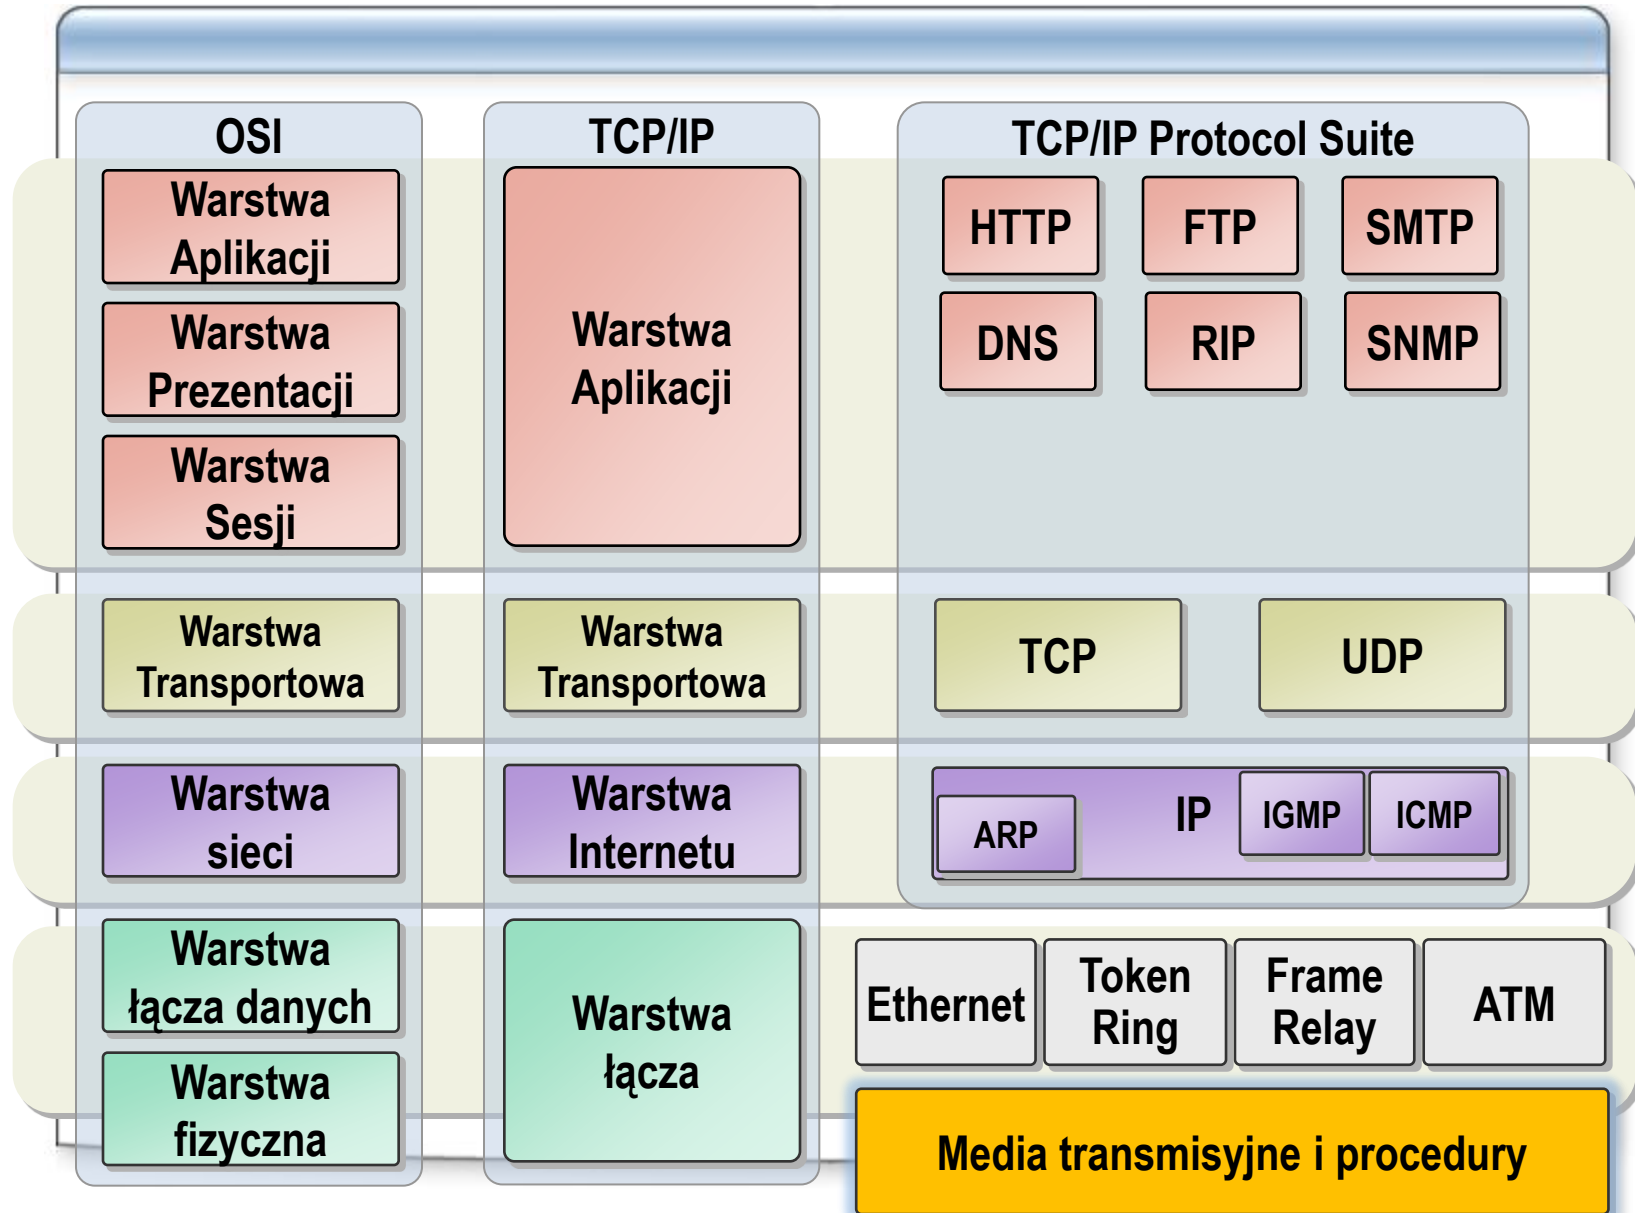 OSI
Warstwa
Aplikacji
Warstwa
Prezentacji
Warstwa
Sesji
Warstwa
Transportowa
Warstwa
sieci
Warstwa
łącza danych
Warstwa
fizyczna
TCP/IP
Warstwa
Aplikacji
Warstwa
Transportowa
Warstwa
Internetu
Warstwa
łącza
TCP/IP Protocol Suite
HTTP
FTP
SMTP
DNS
RIP
SNMP
TCP
UDP
ARP
IP
IGMP
ICMP
Ethernet
Token
Ring
Frame
Relay
ATM
Media transmisyjne i procedury